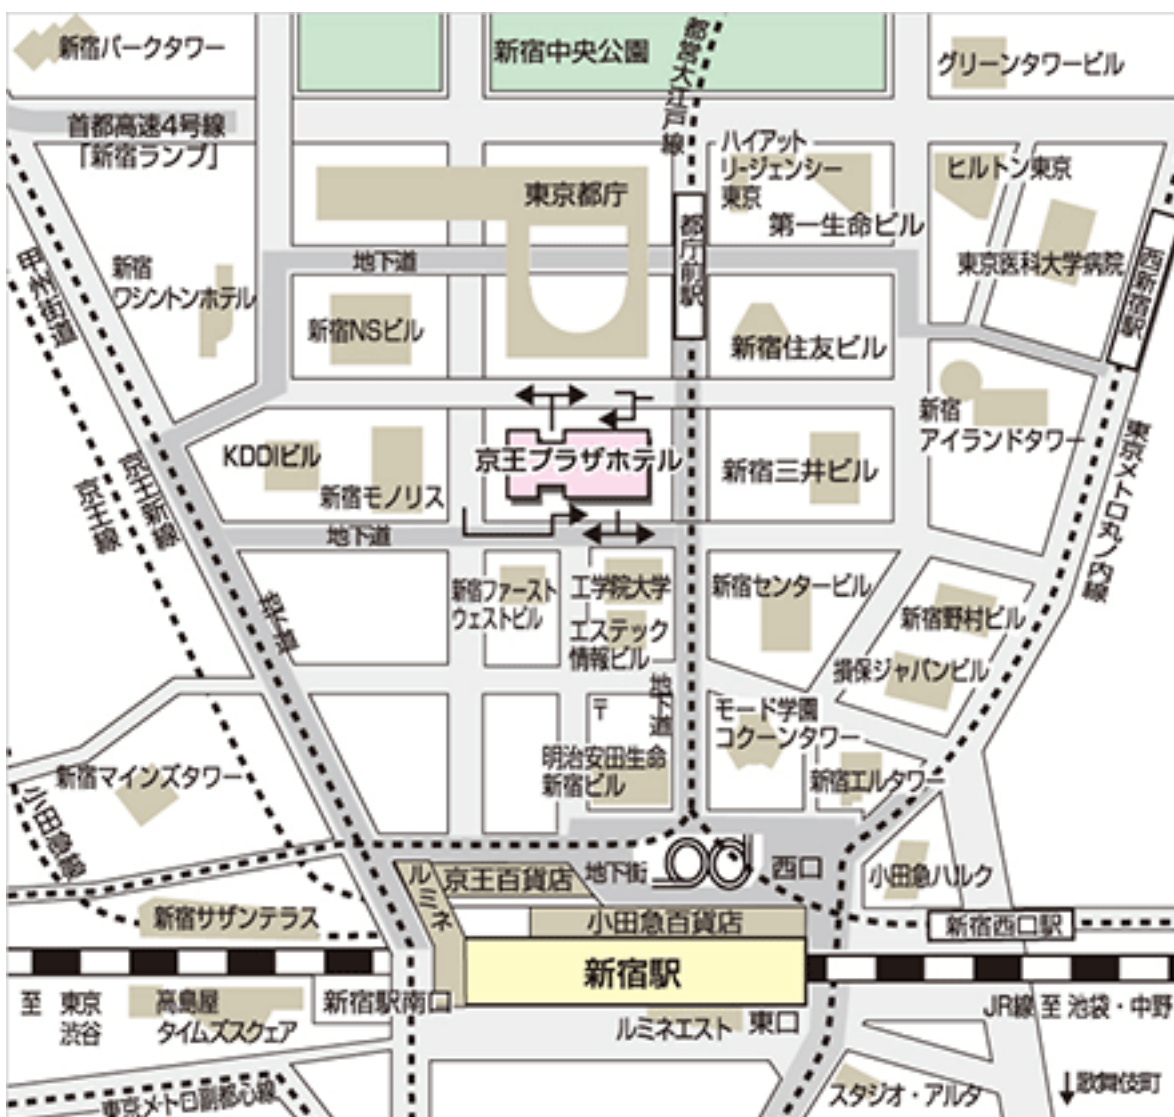 新宿パークタワー
新宿中央公園
都営大江戸線
グリーンタワービル
首都高速4号線
「新宿ランプ」
ハイアット
リージェンシー
東京
ヒルトン東京
東京都庁
第一生命ビル
都庁前駅
西新宿駅
甲州街道
新宿
ワシントンホテル
地下道
東京医科大学病院
新宿NSビル
新宿住友ビル
新宿
アイランドタワー
東京メトロ丸ノ内線
KDDIビル
新宿モノリス
京王プラザホテル
新宿三井ビル
京王新線
京王線
地下道
新宿ファースト
ウェストビル
工学院大学
エステック
情報ビル
新宿センタービル
新宿野村ビル
損保ジャパンビル
地下道
地下道
〒
モード学園
コクーンタワー
明治安田生命
新宿ビル
新宿エルタワー
新宿マインズタワー
小田急線
ルミネ
京王百貨店
地下街
西口
小田急ハルク
新宿サザンテラス
小田急百貨店
新宿西口駅
新宿駅
至 東京
渋谷
高島屋
タイムズスクェア
新宿駅南口
ルミネエスト
東口
JR線 至 池袋・中野
東京メトロ副都心線
スタジオ・アルタ
歌舞伎町